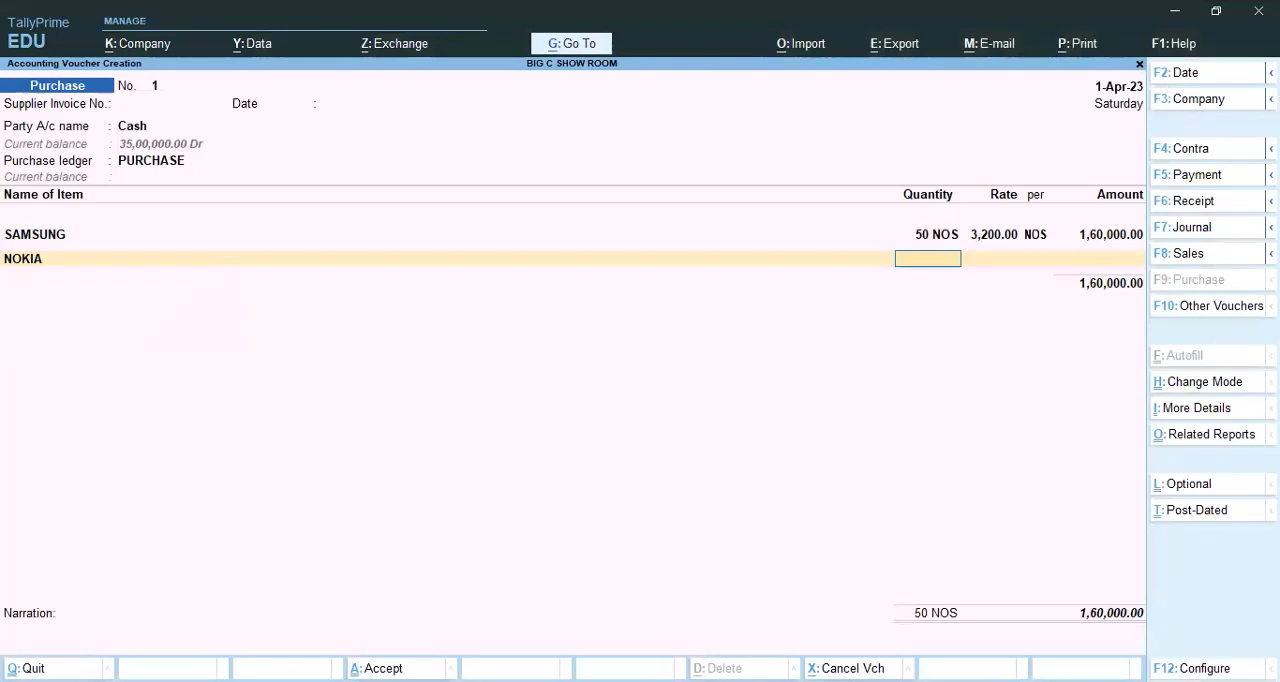 TallyPrime
EDU
MANAGE
K: Company Y: Data Z: Exchange G: Go To O: Import E: Export M: E-mail P: Print F1: Help
Accounting Voucher Creation BIG C SHOW ROOM
Purchase No. 1 1-Apr-23
Supplier Invoice No.: Date : Saturday
Party A/c name : Cash
Current balance : 35,00,000.00 Dr
Purchase ledger : PURCHASE
Current balance :
Name of Item Quantity Rate per Amount
SAMSUNG 50 NOS 3,200.00 NOS 1,60,000.00
NOKIA
1,60,000.00
Narration: 50 NOS 1,60,000.00
F2: Date
F3: Company
F4: Contra
F5: Payment
F6: Receipt
F7: Journal
F8: Sales
F9: Purchase
F10: Other Vouchers
F: Autofill
H: Change Mode
I: More Details
O: Related Reports
L: Optional
T: Post-Dated
Q: Quit A: Accept D: Delete X: Cancel Vch F12: Configure